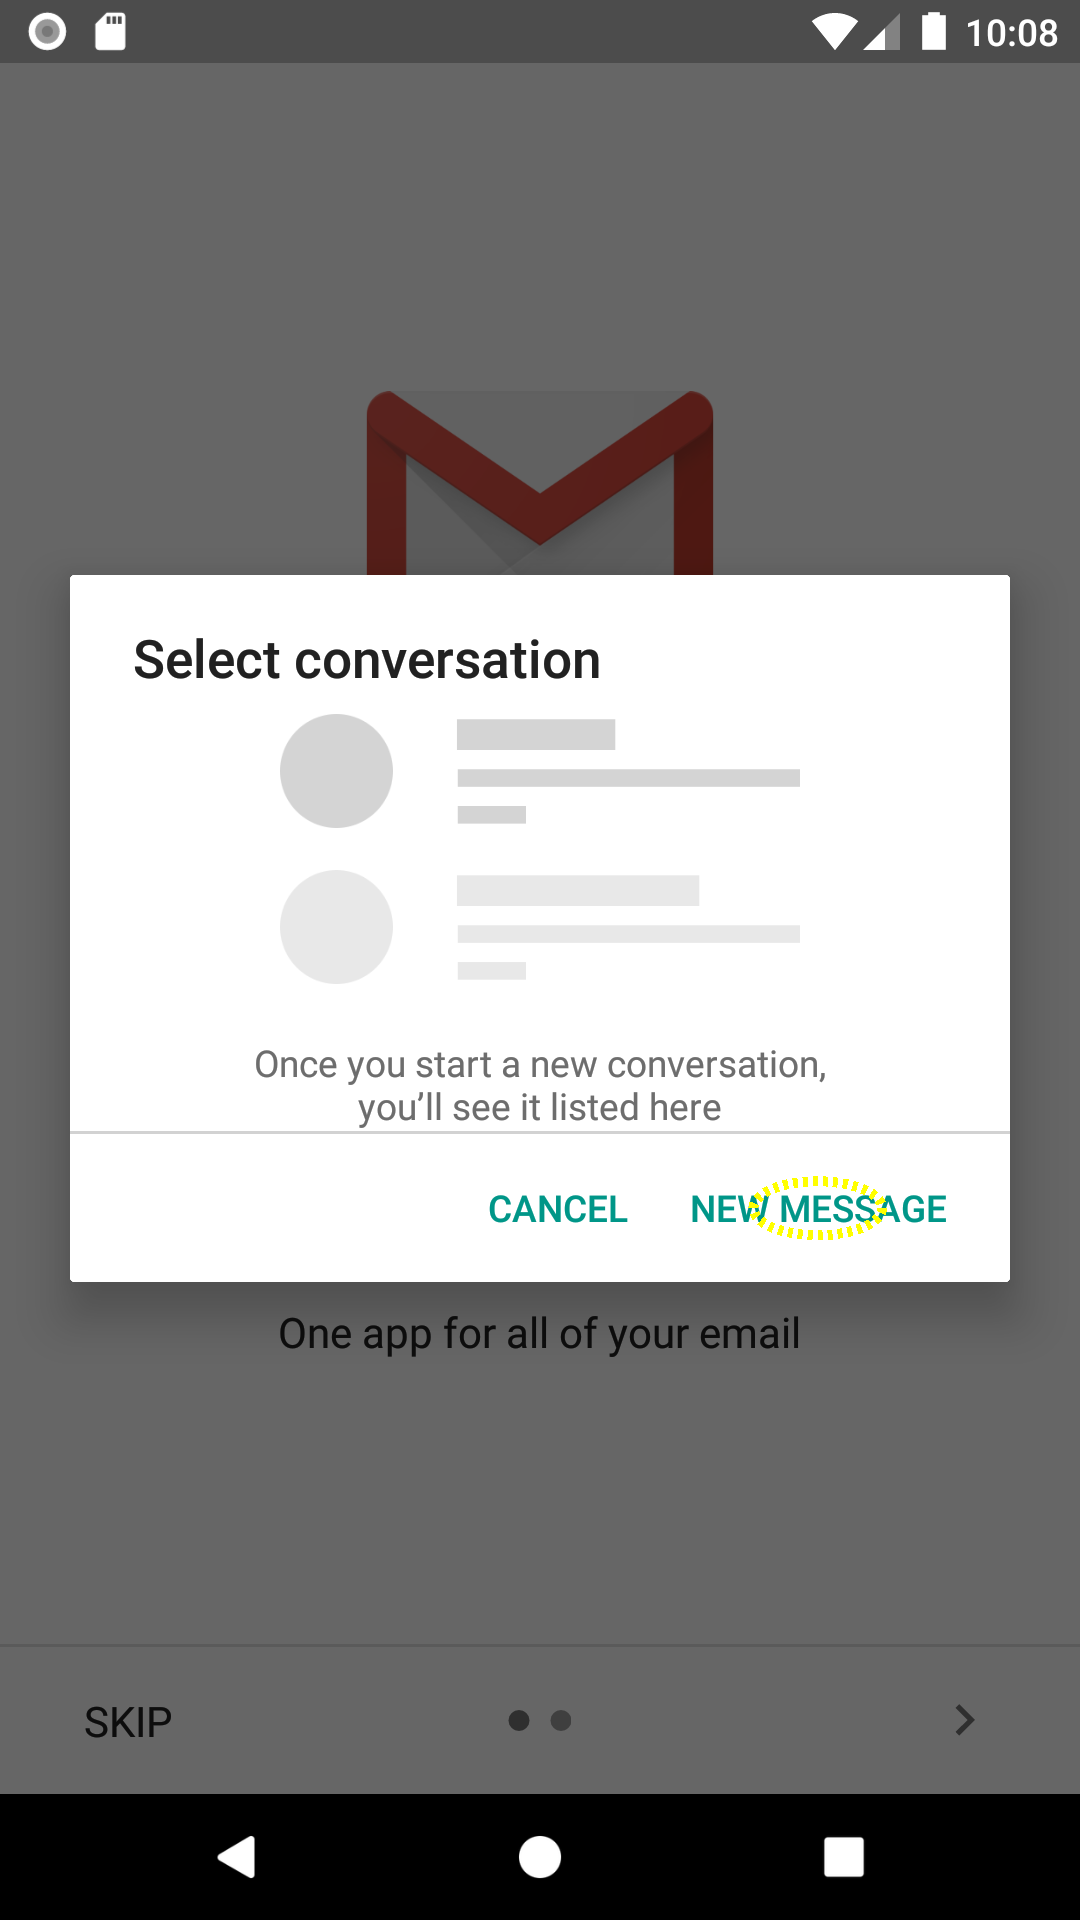 10:08
Select conversation
Once you start a new conversation,
you’ll see it listed here
CANCEL NEW MESSAGE
One app for all of your email
SKIP